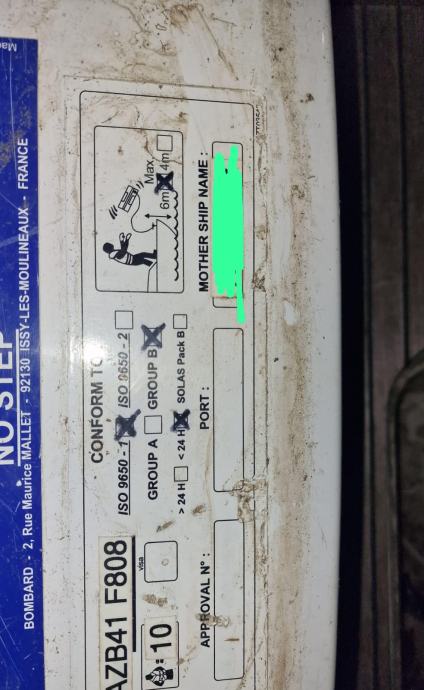 NO STEP
BOMBARD - 2, Rue Maurice MALLET - 92130 ISSY-LES-MOULINEAUX - FRANCE
AZB41 F808
: 10
visa
CONFORM TO
ISO 9650 - 1 ISO 9650 - 2
GROUP A GROUP B
> 24 H < 24 H SOLAS Pack B
Max
6m 4m
APPROVAL N° :
PORT :
MOTHER SHIP NAME :